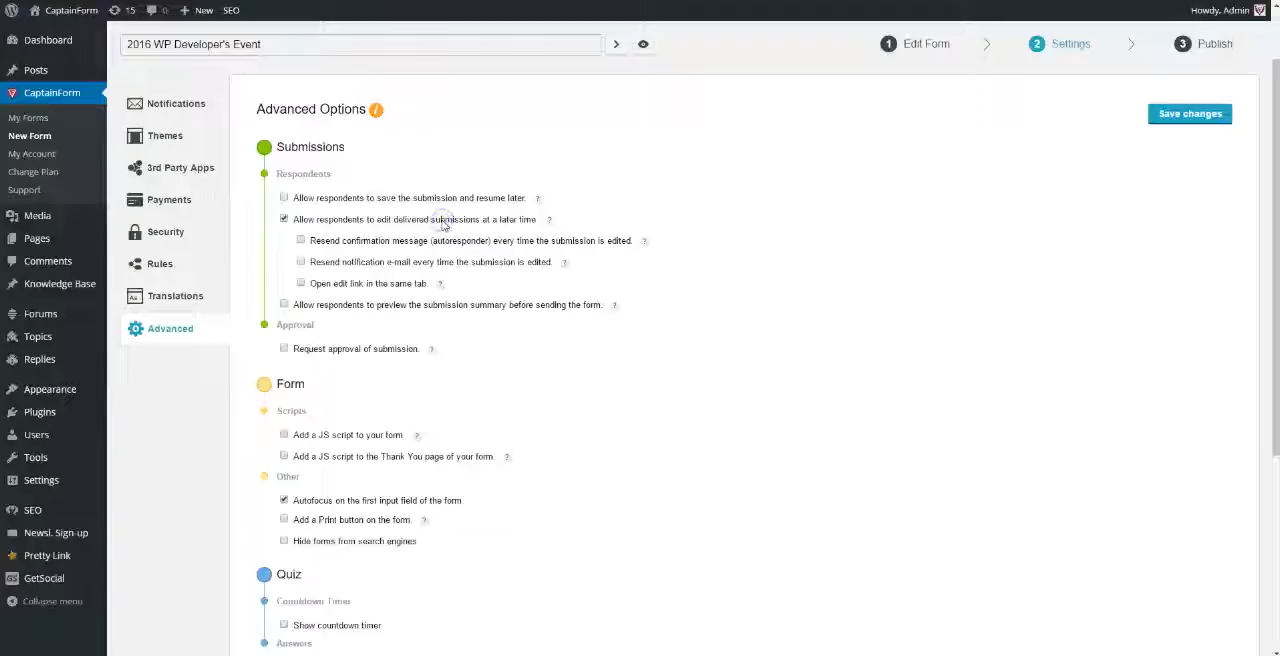 CaptainForm 15 0 New SEO Howdy, Admin
Dashboard
Posts
CaptainForm
My Forms
New Form
My Account
Change Plan
Support
Media
Pages
Comments
Knowledge Base
Forums
Topics
Replies
Appearance
Plugins
Users
Tools
Settings
SEO
Newsl. Sign-up
Pretty Link
GetSocial
Collapse menu
2016 WP Developer's Event
1 Edit Form 2 Settings 3 Publish
Notifications
Themes
3rd Party Apps
Payments
Security
Rules
Translations
Advanced
Advanced Options i
Save changes
Submissions
Respondents
Allow respondents to save the submission and resume later. ?
Allow respondents to edit delivered submissions at a later time ?
Resend confirmation message (autoresponder) every time the submission is edited. ?
Resend notification e-mail every time the submission is edited. ?
Open edit link in the same tab. ?
Allow respondents to preview the submission summary before sending the form. ?
Approval
Request approval of submission. ?
Form
Scripts
Add a JS script to your form ?
Add a JS script to the Thank You page of your form ?
Other
Autofocus on the first input field of the form
Add a Print button on the form. ?
Hide forms from search engines
Quiz
Countdown Timer
Show countdown timer
Answers